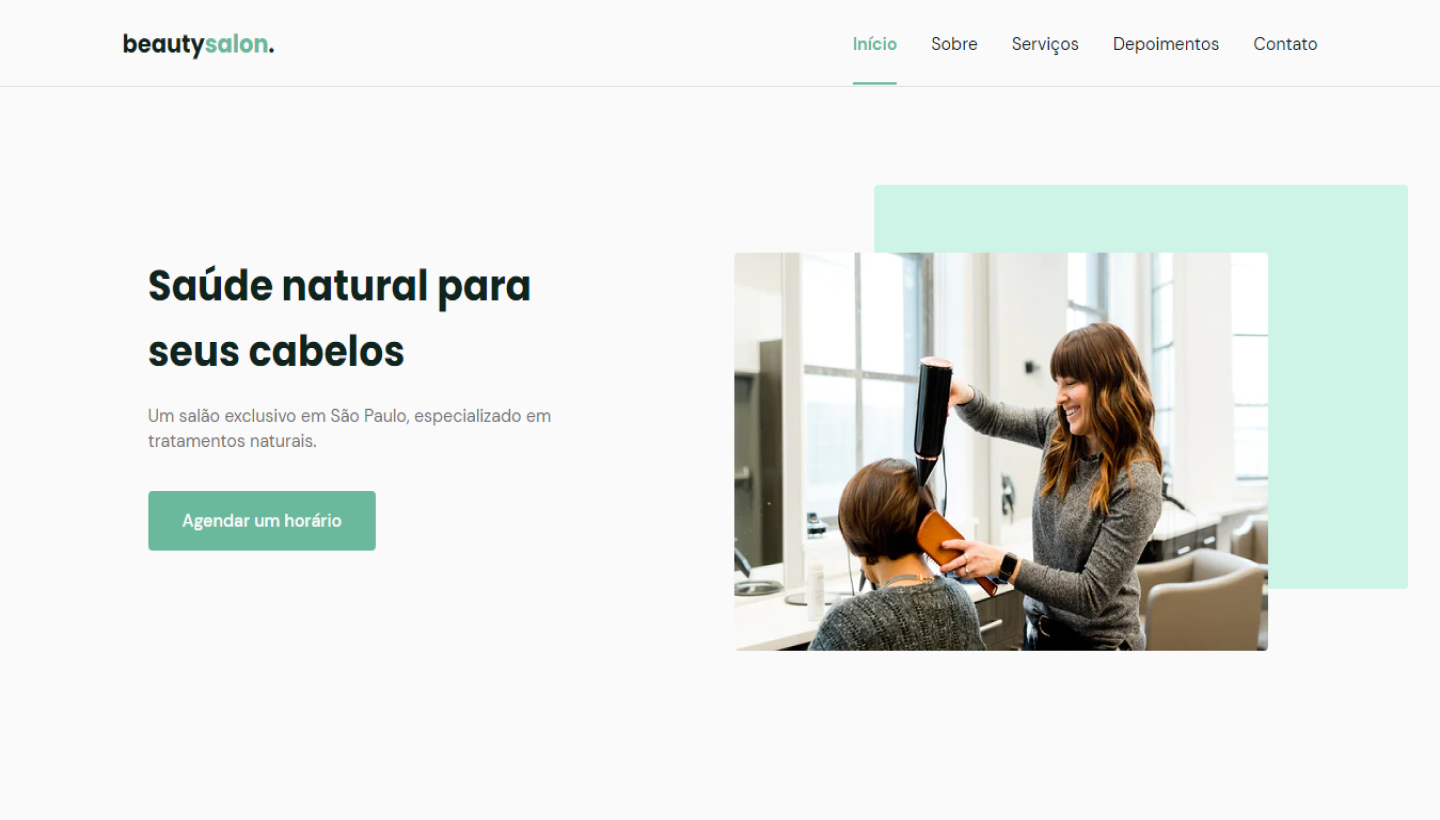 beautysalon.
Início
Sobre
Serviços
Depoimentos
Contato
Saúde natural para
seus cabelos
Um salão exclusivo em São Paulo, especializado em
tratamentos naturais.
Agendar um horário